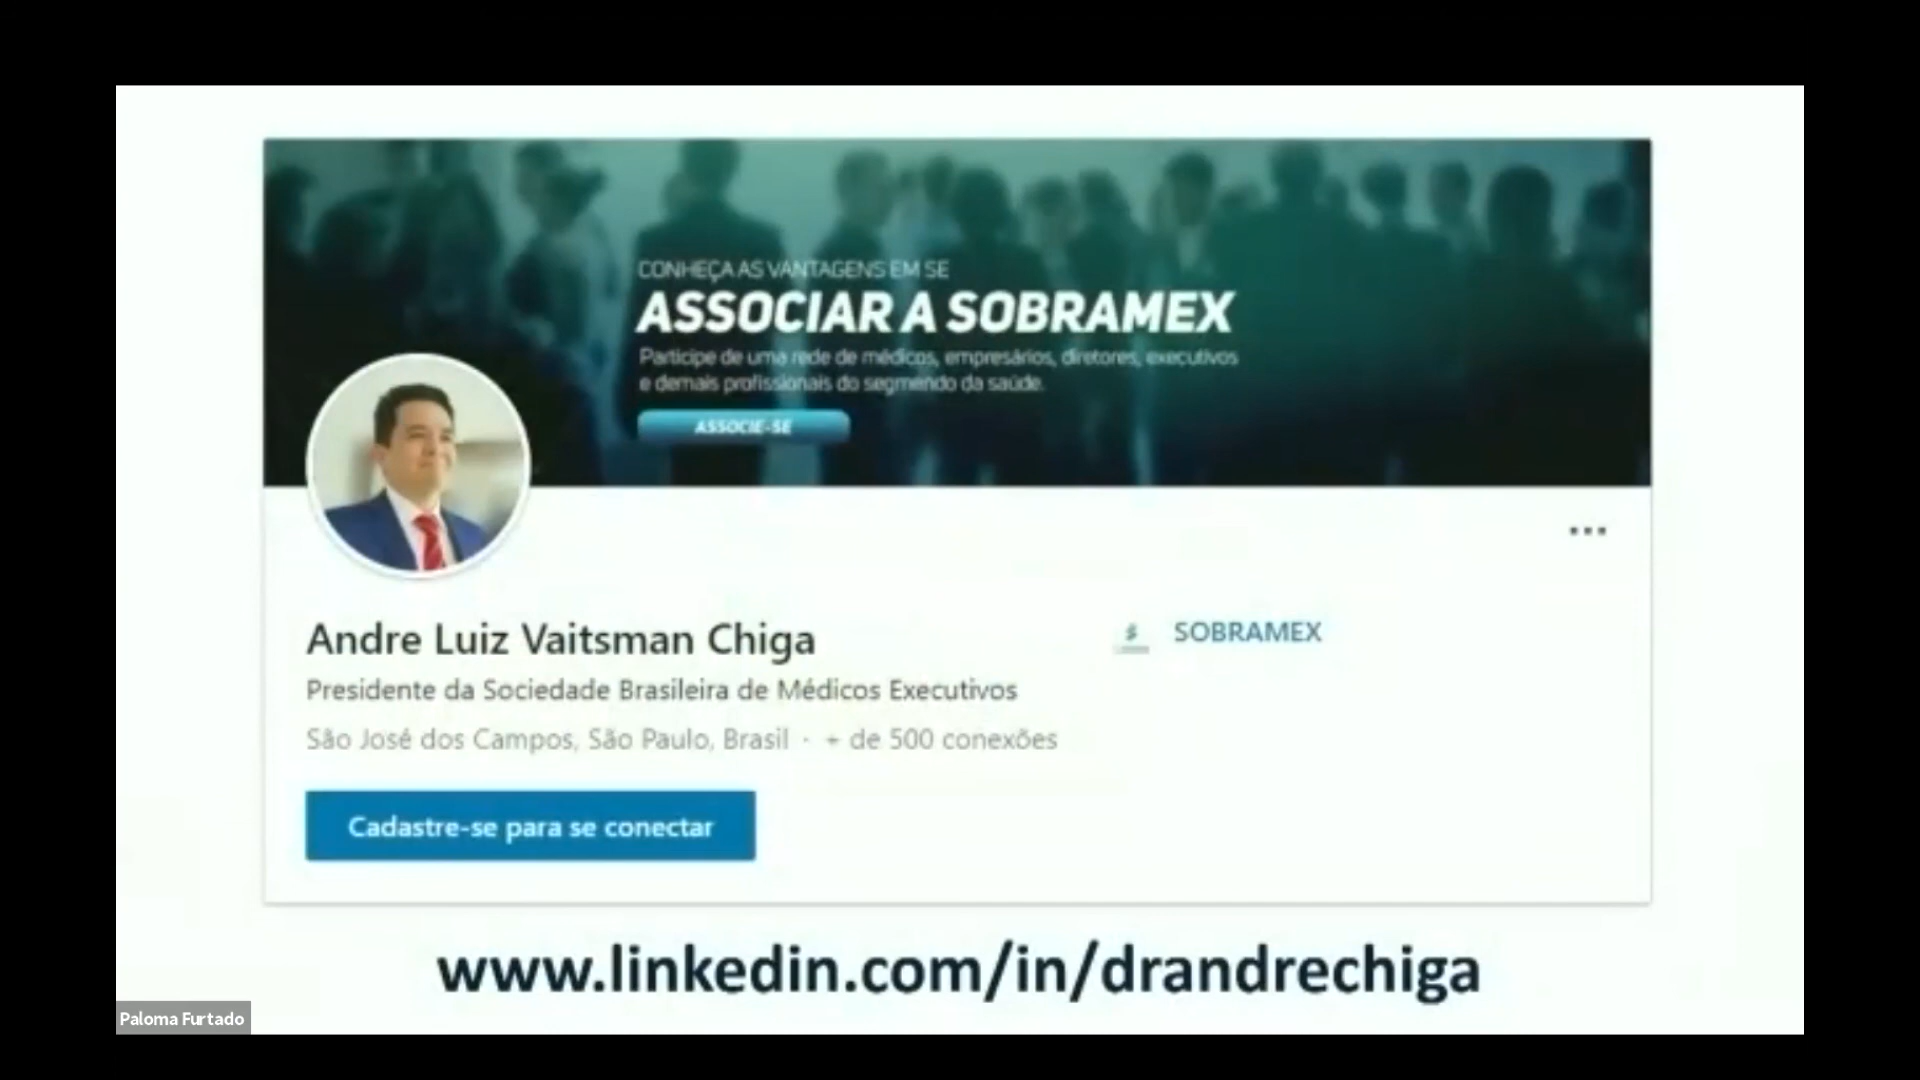 CONHEÇA AS VANTAGENS EM SE
ASSOCIAR A SOBRAMEX
Participe de uma rede de médicos, empresários, diretores, executivos
e demais profissionais do segmendo da saúde.
ASSOCIE-SE
Andre Luiz Vaitsman Chiga
SOBRAMEX
Presidente da Sociedade Brasileira de Médicos Executivos
São José dos Campos, São Paulo, Brasil · + de 500 conexões
Cadastre-se para se conectar
www.linkedin.com/in/drandrechiga
Paloma Furtado